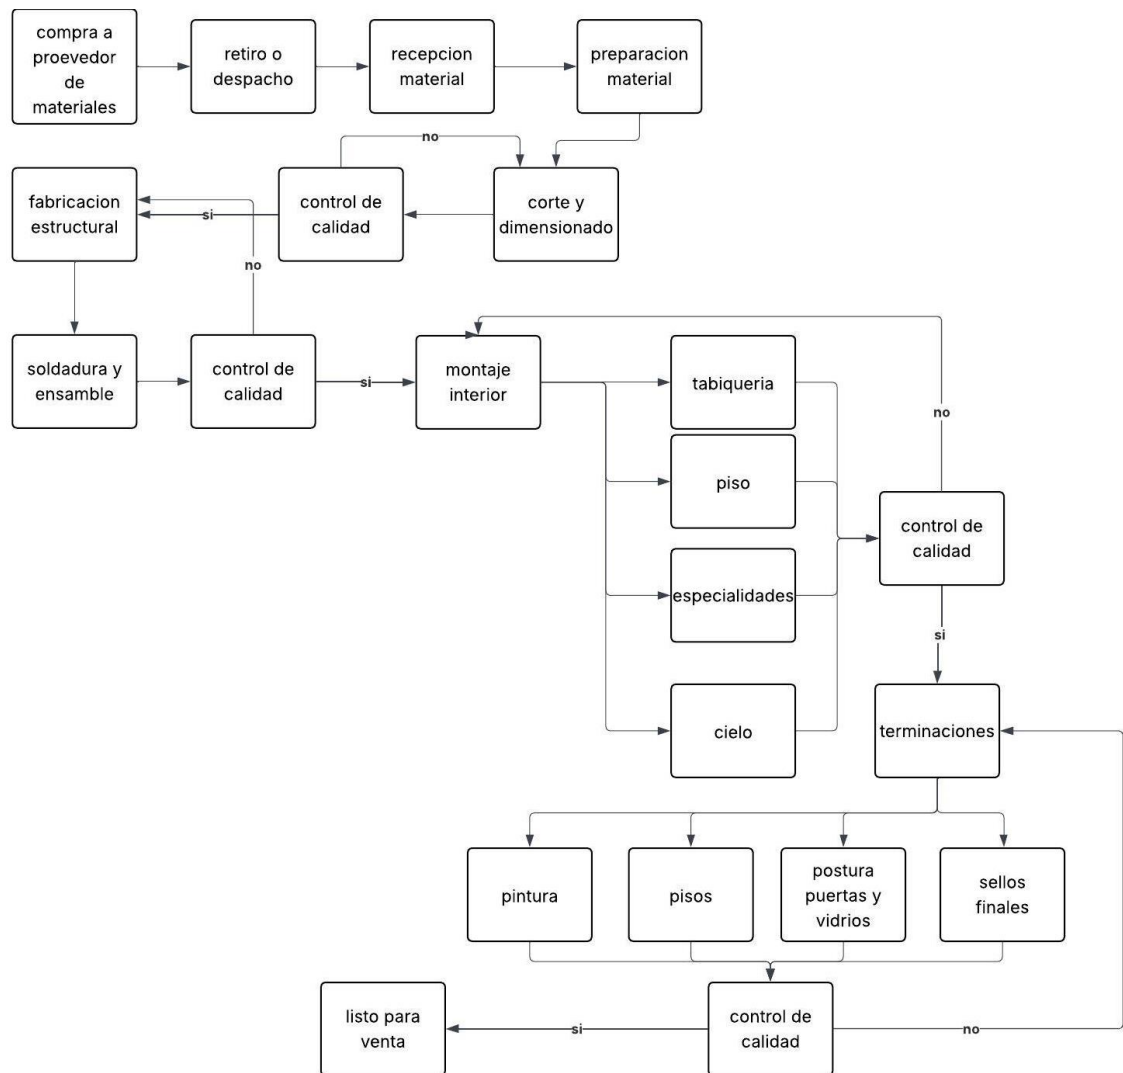 compra a
proevedor
de
materiales
retiro o
despacho
recepcion
material
preparacion
material
no
fabricacion
estructural
si
control de
calidad
corte y
dimensionado
no
soldadura y
ensamble
control de
calidad
si
montaje
interior
tabiqueria
no
piso
control de
calidad
especialidades
si
cielo
terminaciones
pintura
pisos
postura
puertas y
vidrios
sellos
finales
listo para
venta
si
control de
calidad
no